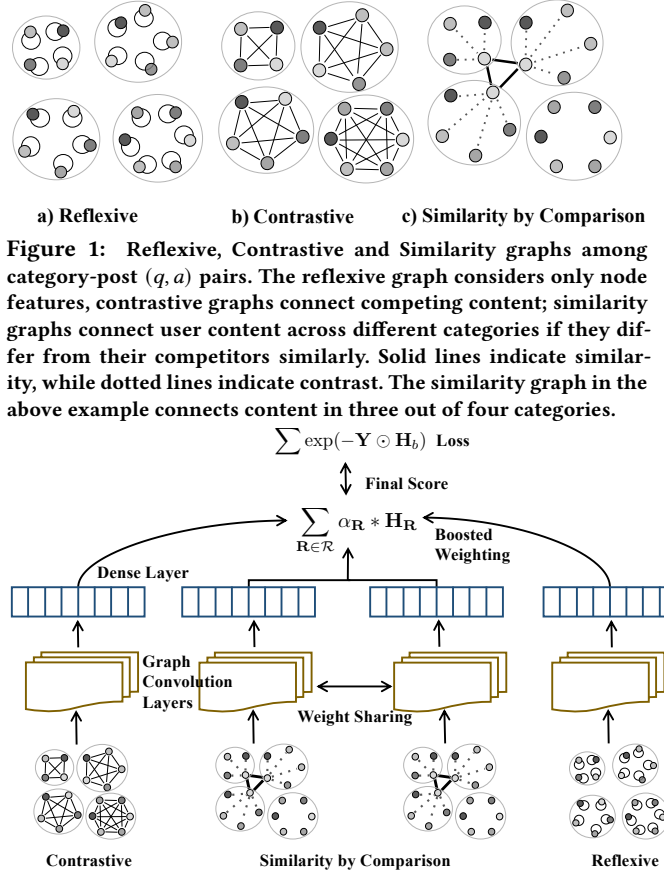 a) Reflexive
b) Contrastive
c) Similarity by Comparison
Figure 1: Reflexive, Contrastive and Similarity graphs among
category-post (q, a) pairs. The reflexive graph considers only node
features, contrastive graphs connect competing content; similarity
graphs connect user content across different categories if they dif-
fer from their competitors similarly. Solid lines indicate similar-
ity, while dotted lines indicate contrast. The similarity graph in the
above example connects content in three out of four categories.
∑ exp(−Y ⊙ H_b) Loss
Final Score
∑_{R∈ℛ} α_R * H_R
Boosted
Weighting
Dense Layer
Graph
Convolution
Layers
Weight Sharing
Contrastive
Similarity by Comparison
Reflexive